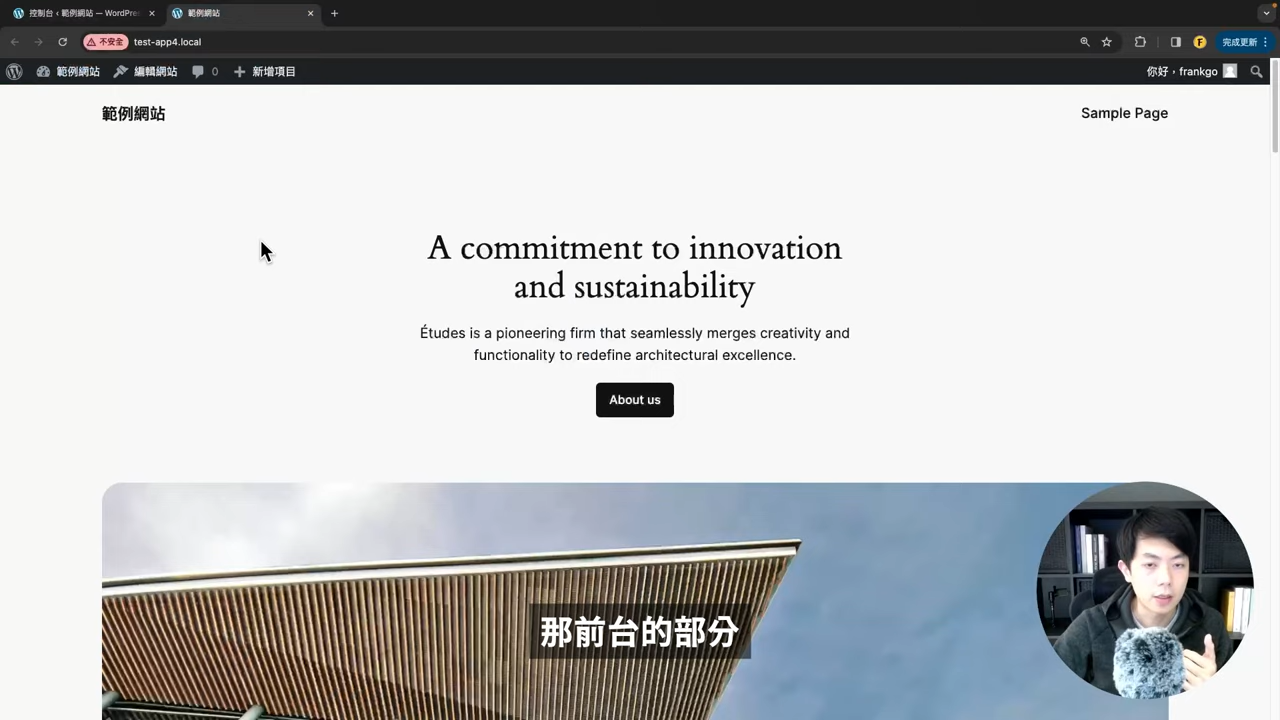 控制台 ‹ 範例網站 — WordPre
範例網站
不安全
test-app4.local
F
完成更新
範例網站
編輯網站
0
新增項目
你好，frankgo
範例網站
Sample Page
A commitment to innovation
and sustainability
Études is a pioneering firm that seamlessly merges creativity and
functionality to redefine architectural excellence.
About us
那前台的部分